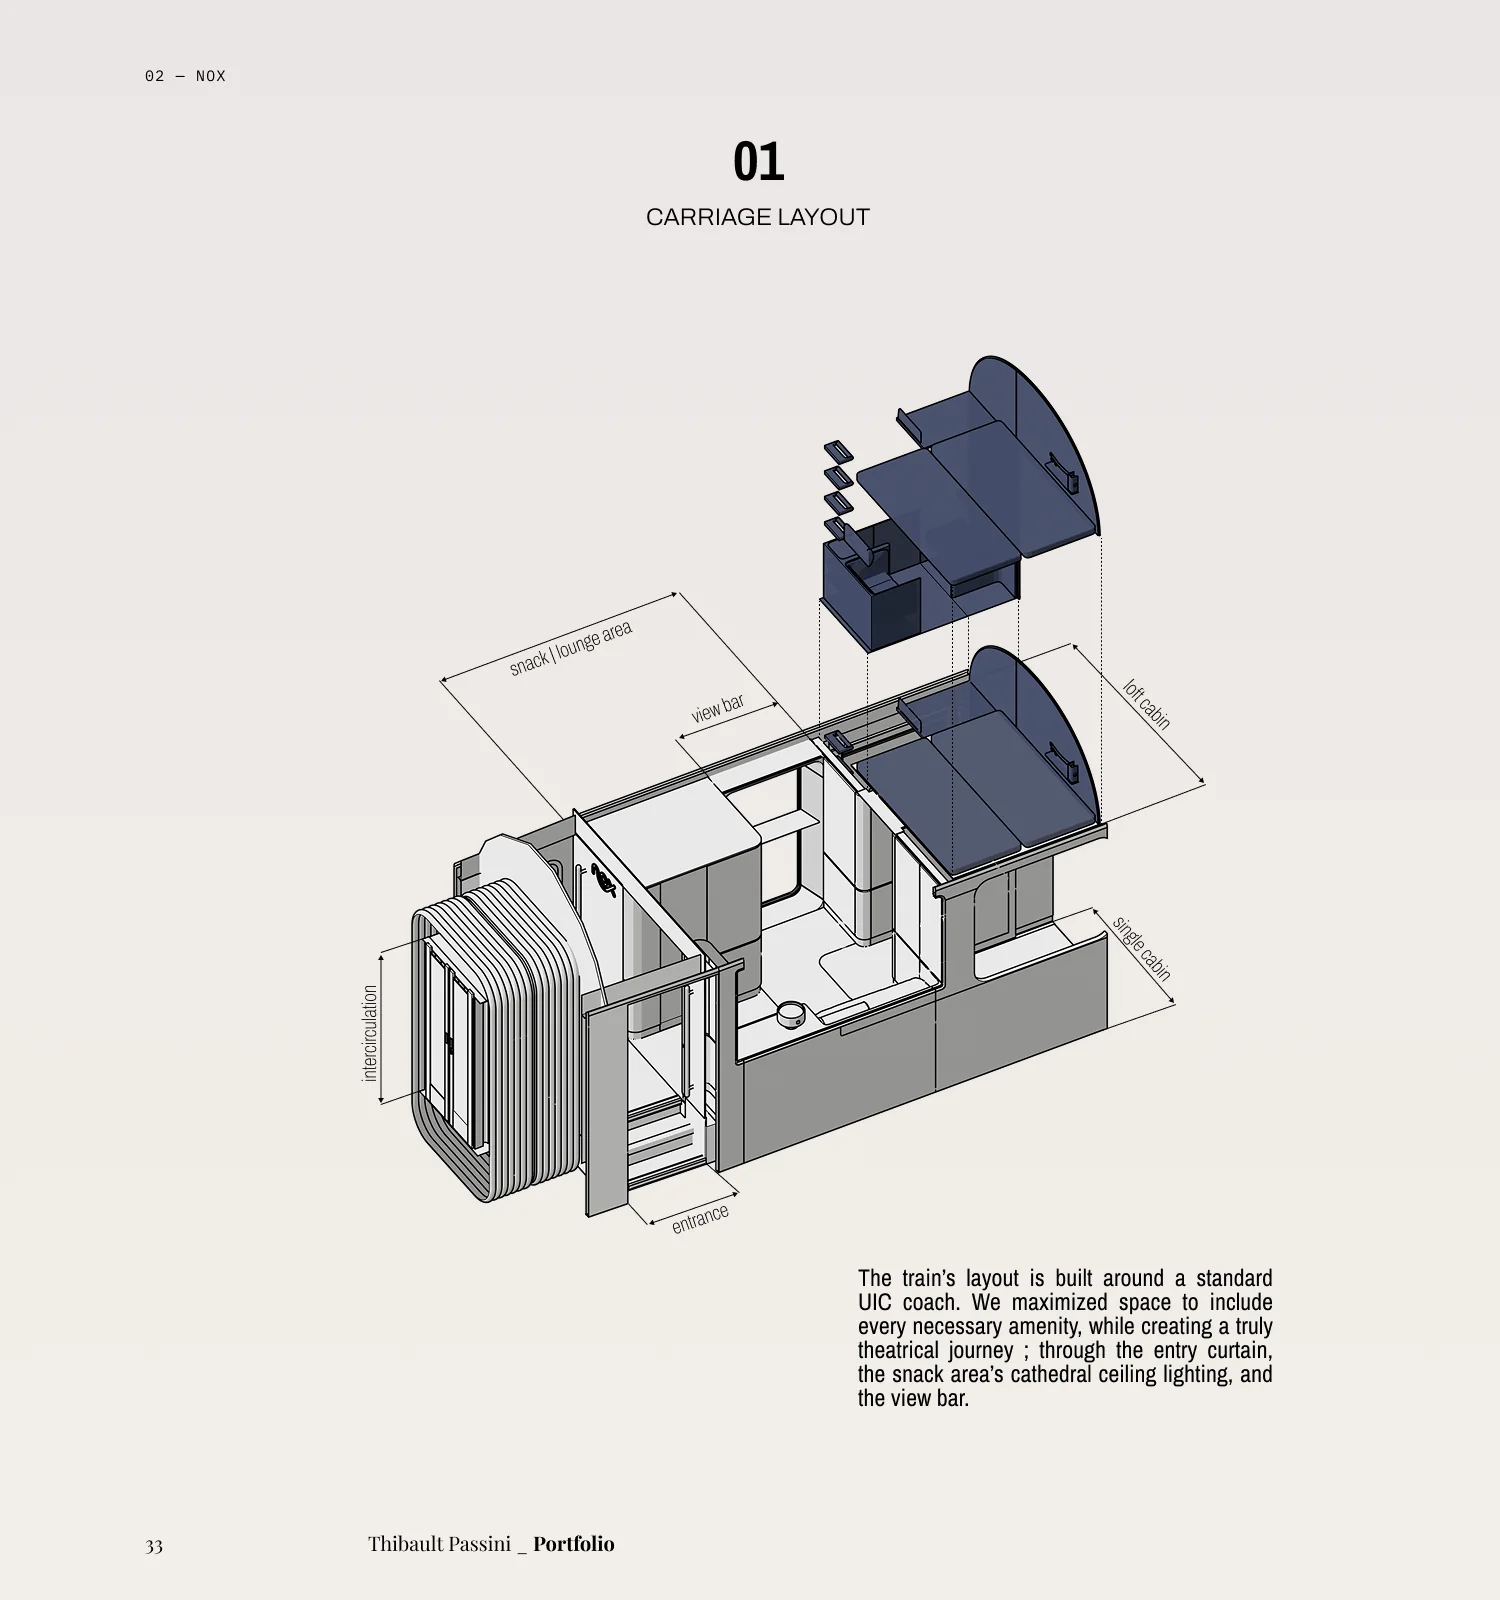 02 — NOX
01
CARRIAGE LAYOUT
snack | lounge area
view bar
loft cabin
nox
single cabin
intercirculation
entrance
The train’s layout is built around a standard
UIC coach. We maximized space to include
every necessary amenity, while creating a truly
theatrical journey ; through the entry curtain,
the snack area’s cathedral ceiling lighting, and
the view bar.
33
Thibault Passini _ Portfolio